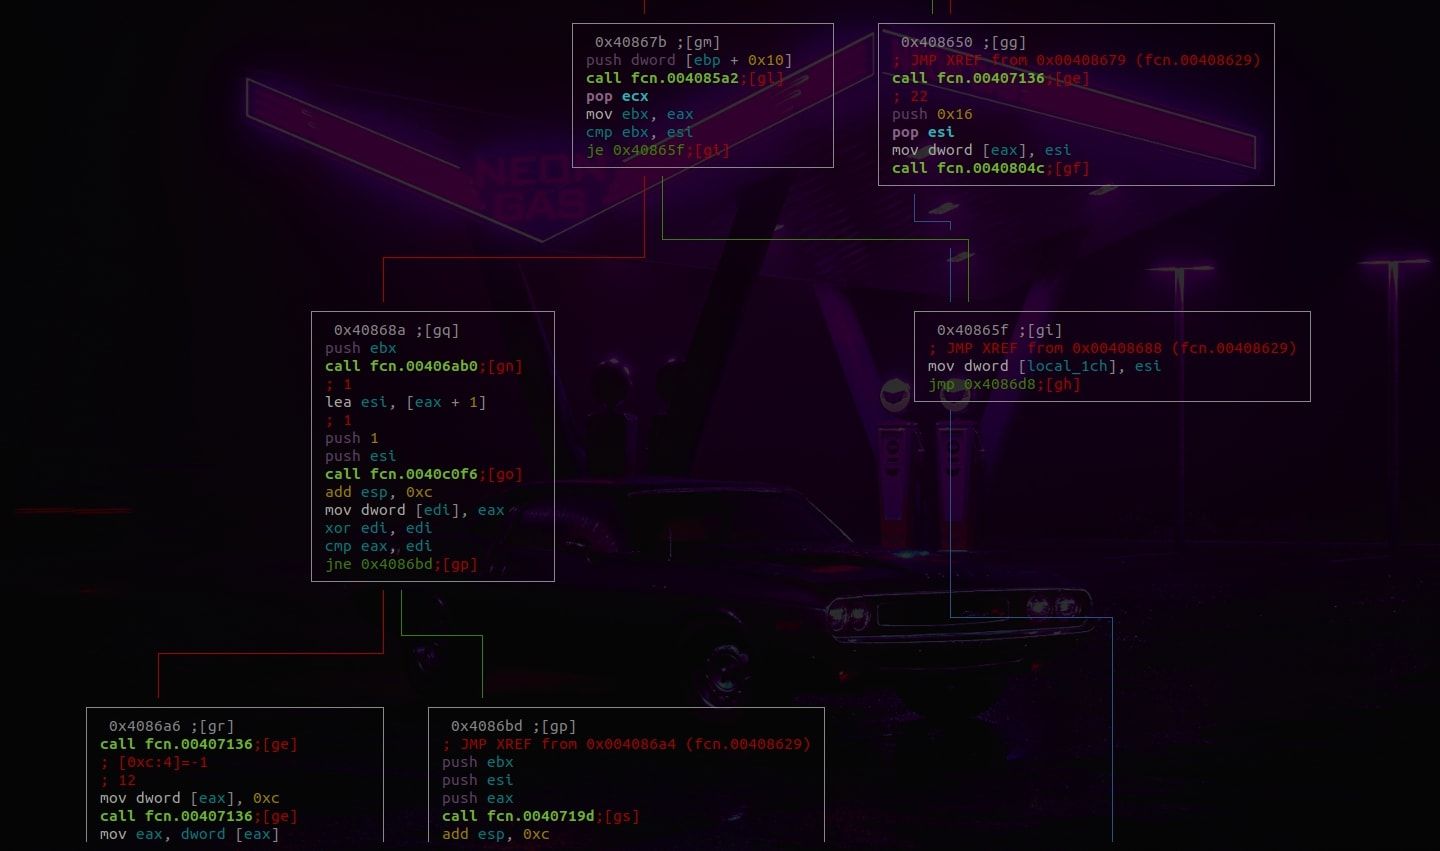 0x40867b ;[gm]
push dword [ebp + 0x10]
call fcn.004085a2;[gl]
pop ecx
mov ebx, eax
cmp ebx, esi
je 0x40865f;[gi]
0x408650 ;[gg]
; JMP XREF from 0x00408679 (fcn.00408629)
call fcn.00407136;[ge]
; 22
push 0x16
pop esi
mov dword [eax], esi
call fcn.0040804c;[gf]
NEON
GAS
0x40868a ;[gq]
push ebx
call fcn.00406ab0;[gn]
; 1
lea esi, [eax + 1]
; 1
push 1
push esi
call fcn.0040c0f6;[go]
add esp, 0xc
mov dword [edi], eax
xor edi, edi
cmp eax, edi
jne 0x4086bd;[gp]
0x40865f ;[gi]
; JMP XREF from 0x00408688 (fcn.00408629)
mov dword [local_1ch], esi
jmp 0x4086d8;[gh]
0x4086a6 ;[gr]
call fcn.00407136;[ge]
; [0xc:4]=-1
; 12
mov dword [eax], 0xc
call fcn.00407136;[ge]
mov eax, dword [eax]
0x4086bd ;[gp]
; JMP XREF from 0x004086a4 (fcn.00408629)
push ebx
push esi
push eax
call fcn.0040719d;[gs]
add esp, 0xc